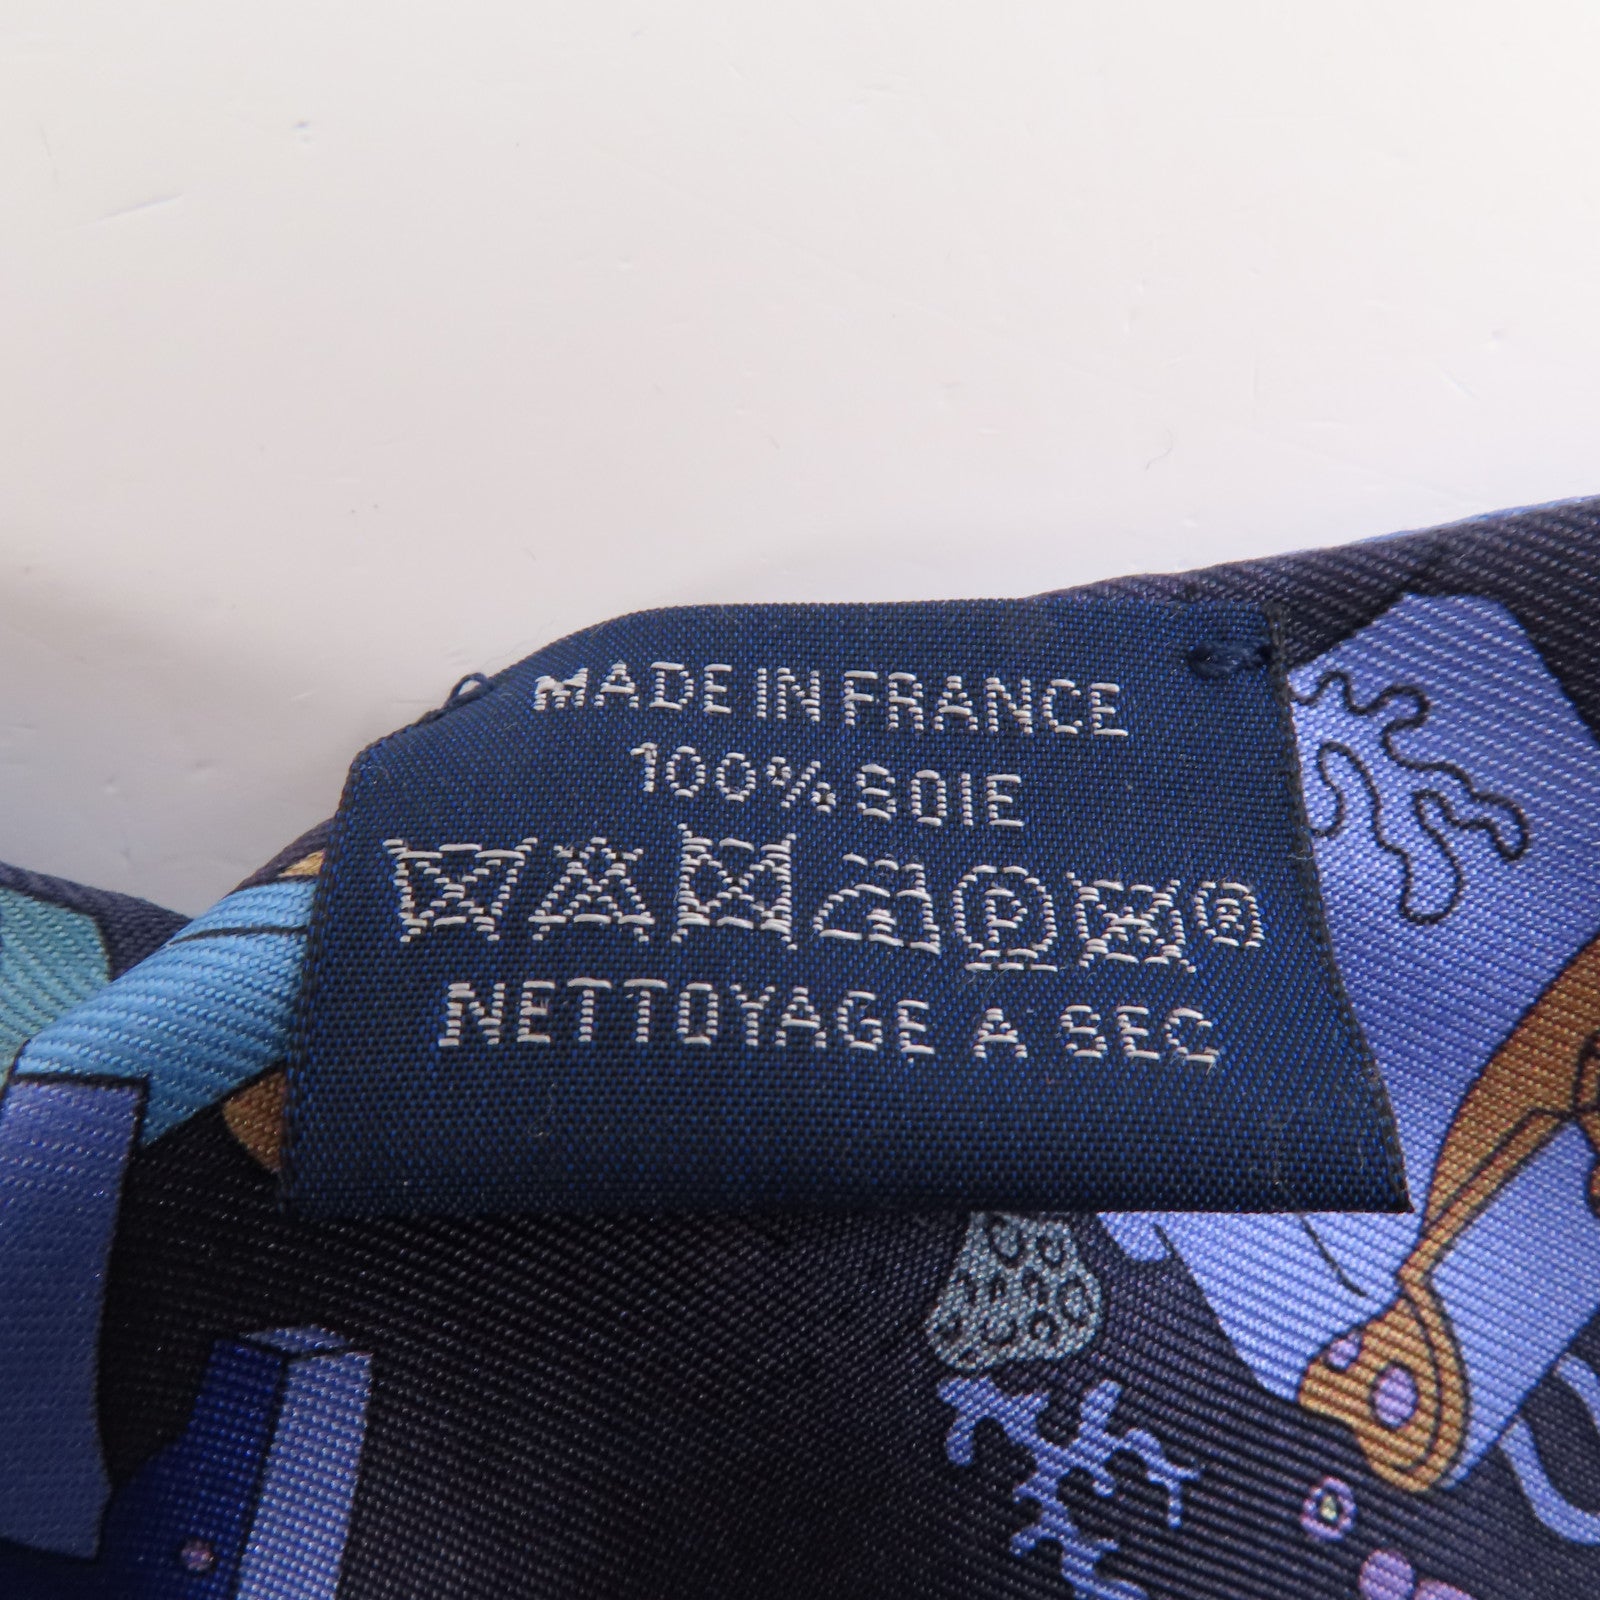 MADE IN FRANCE
100% SOIE
P ®
NETTOYAGE A SEC